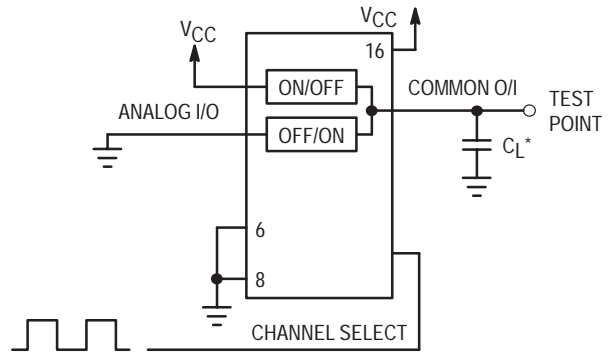 VCC
VCC
16
ON/OFF
COMMON O/I
TEST
POINT
ANALOG I/O
OFF/ON
CL*
6
8
CHANNEL SELECT